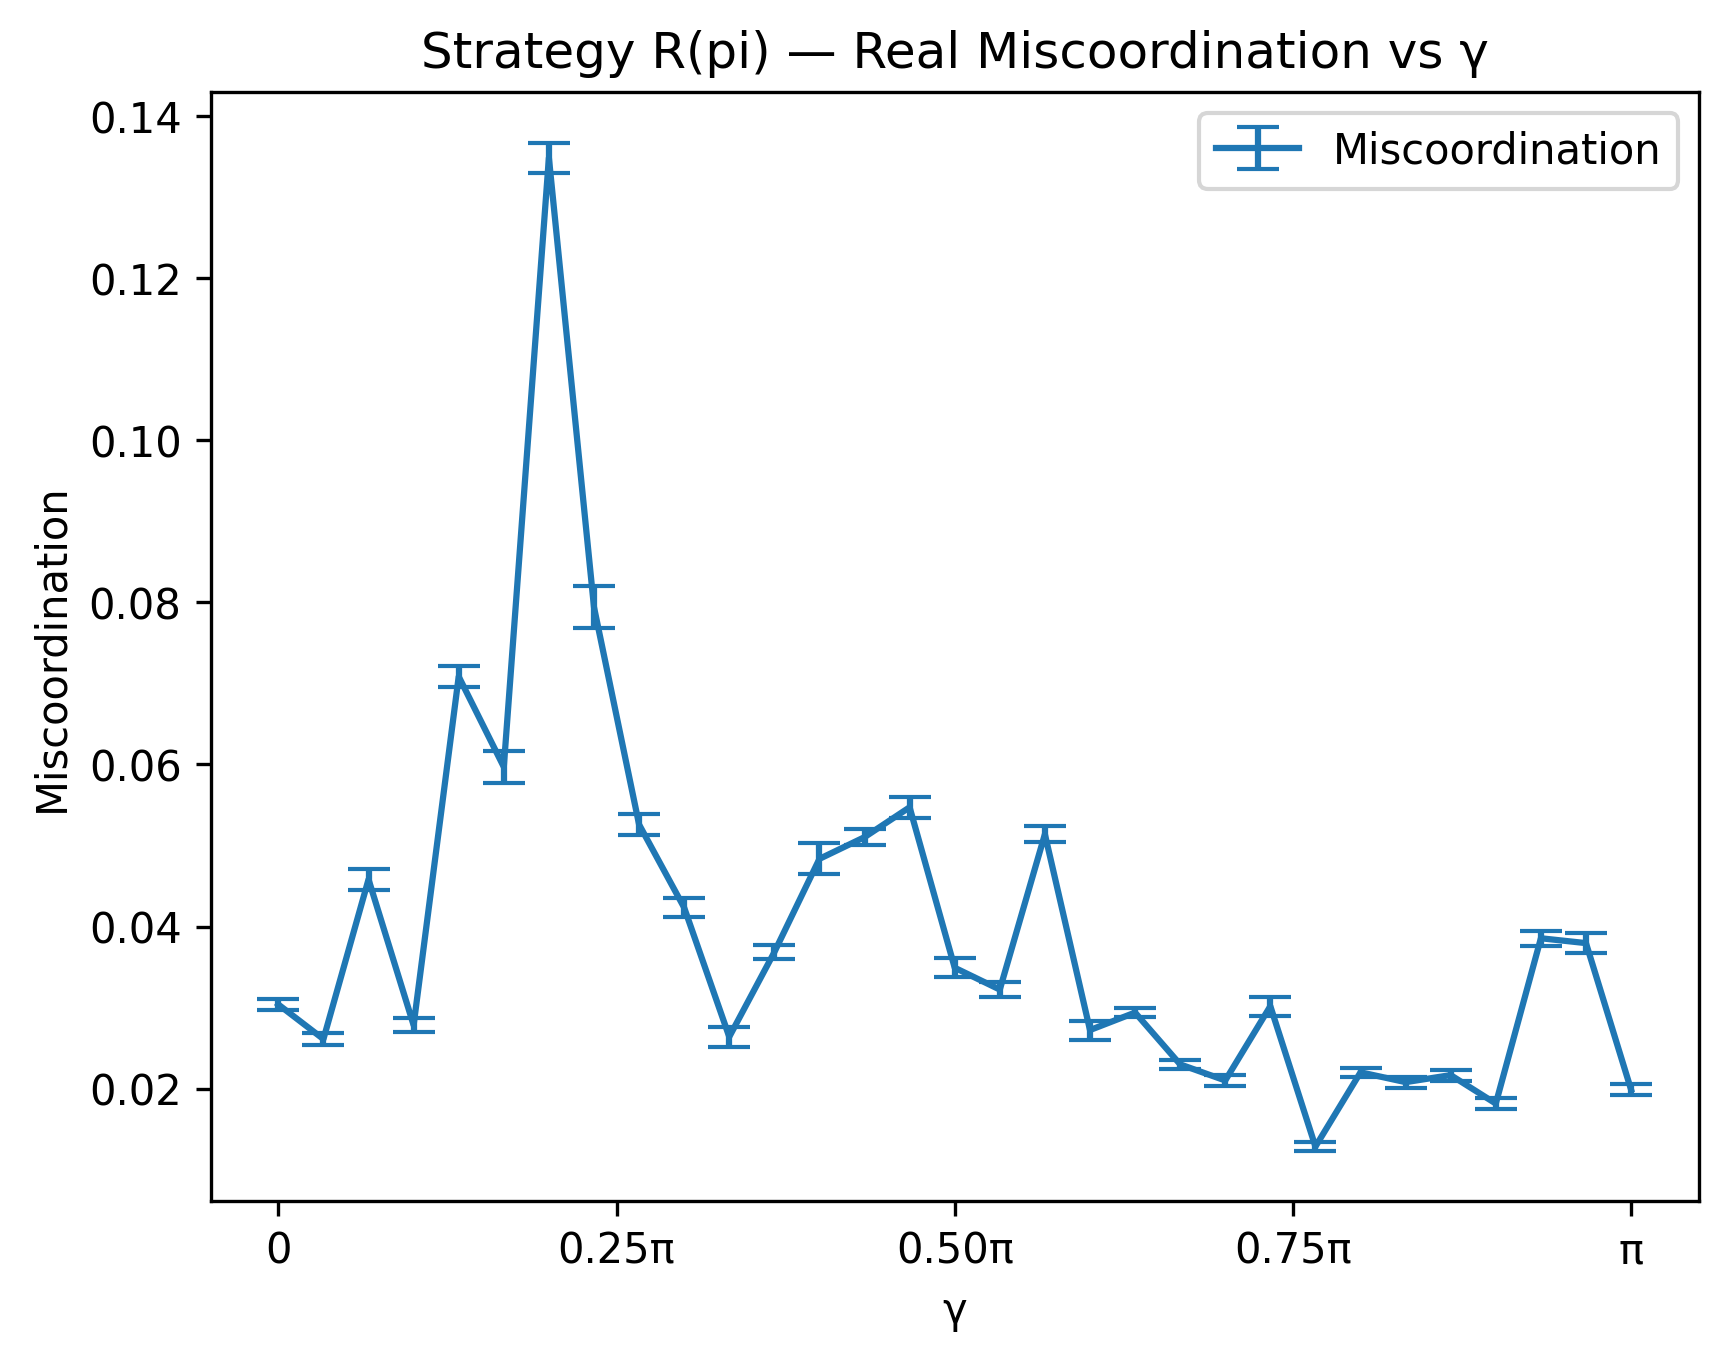 Strategy R(pi) — Real Miscoordination vs γ
Miscoordination
0.14
0.12
0.10
0.08
0.06
0.04
0.02
Miscoordination
0 0.25π 0.50π 0.75π π
γ